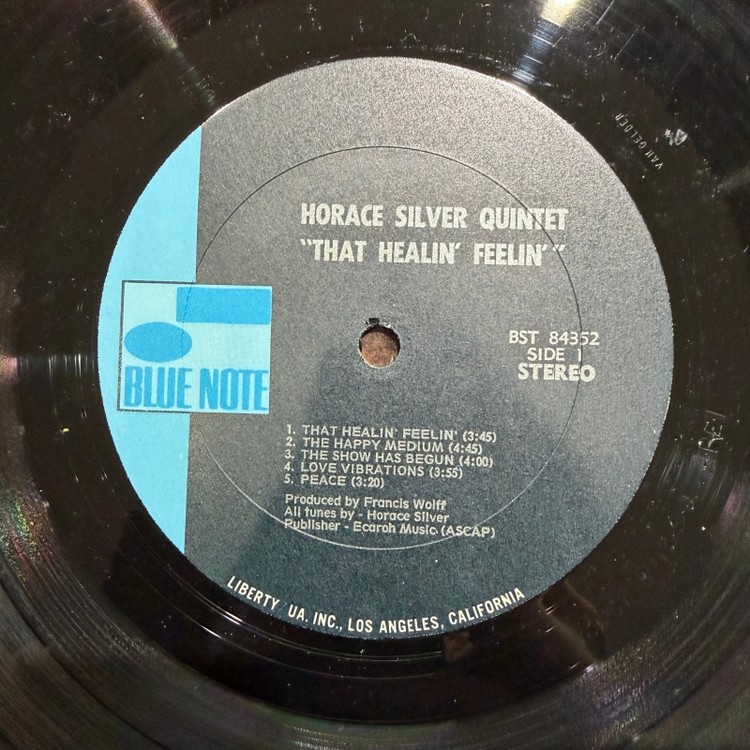 VAN GELDER
HORACE SILVER QUINTET
"THAT HEALIN' FEELIN'"
BST 84352
SIDE 1
STEREO
BLUE NOTE
1. THAT HEALIN' FEELIN' (3:45)
2. THE HAPPY MEDIUM (4:45)
3. THE SHOW HAS BEGUN (4:00)
4. LOVE VIBRATIONS (3:55)
5. PEACE (3:20)
Produced by Francis Wolff
All tunes by - Horace Silver
Publisher - Ecaroh Music. (ASCAP)
LIBERTY UA. INC., LOS ANGELES, CALIFORNIA